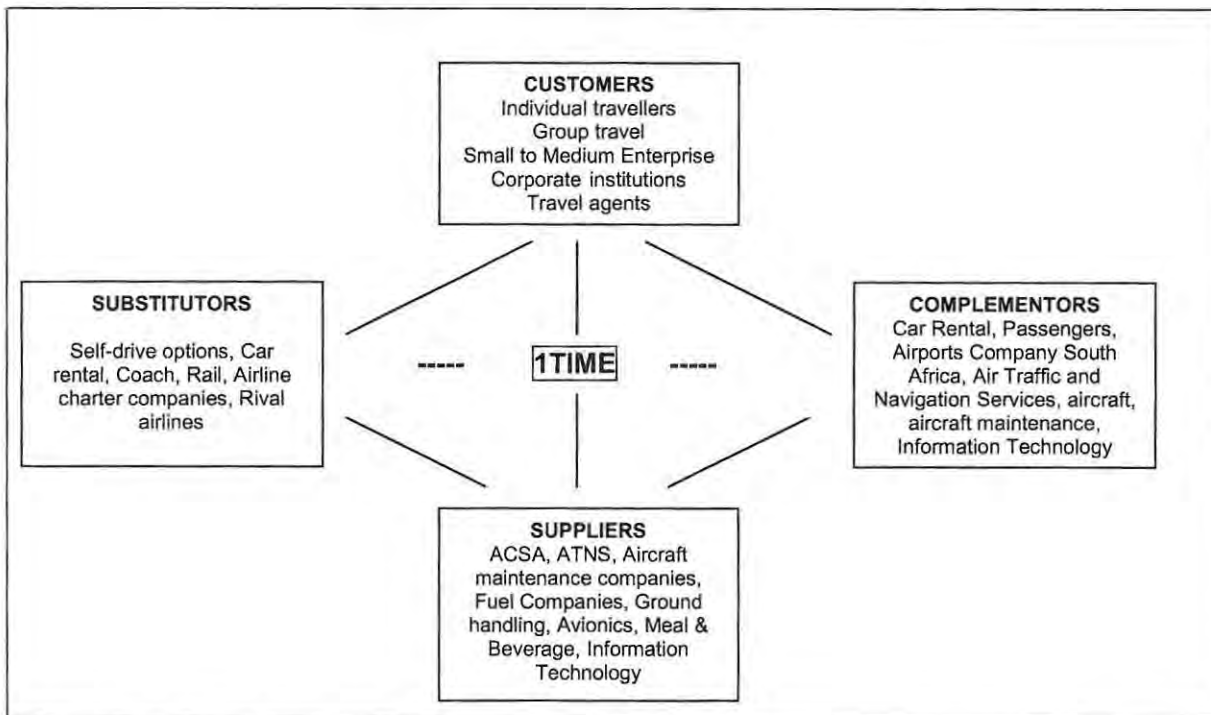 CUSTOMERS
Individual travellers
Group travel
Small to Medium Enterprise
Corporate institutions
Travel agents
SUBSTITUTORS
Self-drive options, Car
rental, Coach, Rail, Airline
charter companies, Rival
airlines
----- 1TIME -----
COMPLEMENTORS
Car Rental, Passengers,
Airports Company South
Africa, Air Traffic and
Navigation Services, aircraft,
aircraft maintenance,
Information Technology
SUPPLIERS
ACSA, ATNS, Aircraft
maintenance companies,
Fuel Companies, Ground
handling, Avionics, Meal &
Beverage, Information
Technology